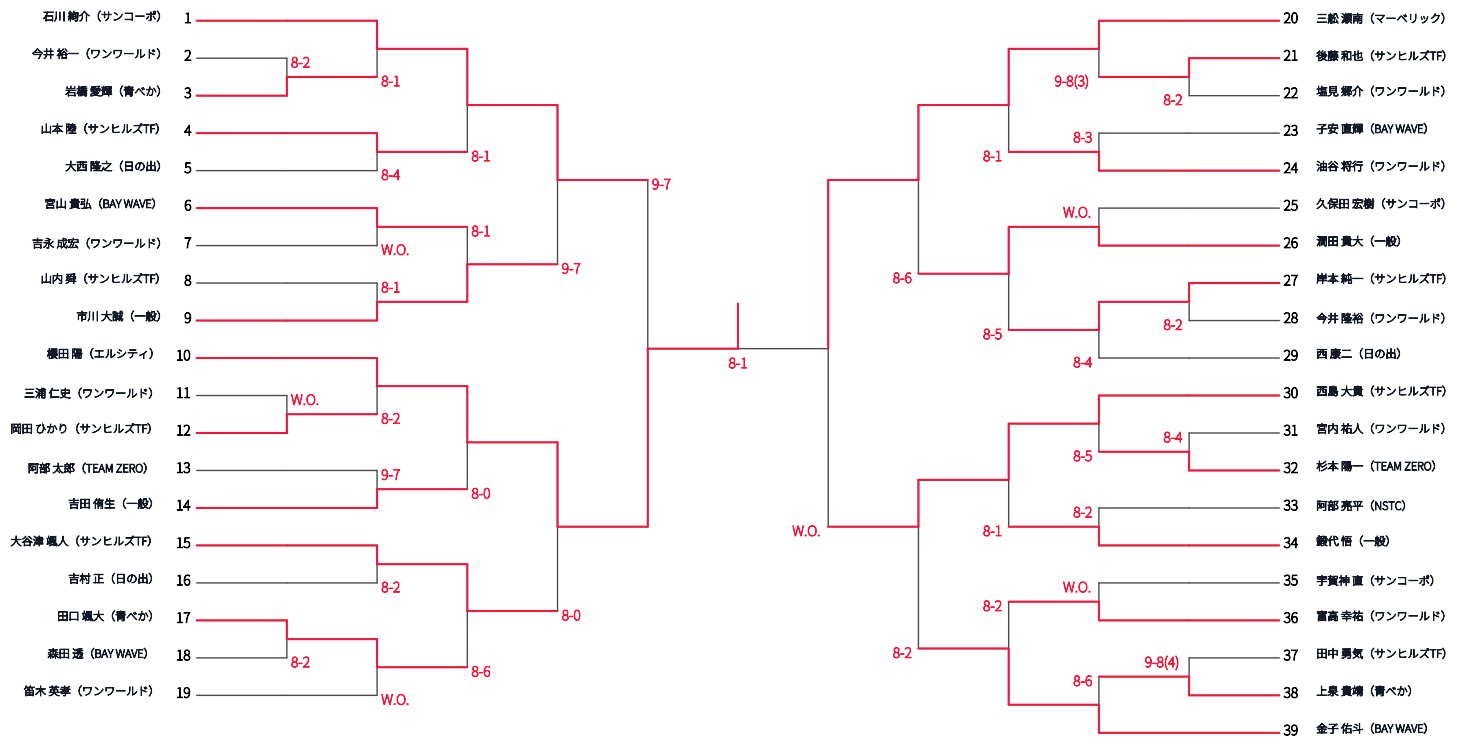 石川 絢介（サンコーポ） 1
今井 裕一（ワンワールド） 2
8-2
岩橋 愛輝（青べか） 3
8-1
山本 陸（サンヒルズTF） 4
8-1
大西 隆之（日の出） 5
8-4
9-7
宮山 貴弘（BAY WAVE） 6
8-1
吉永 成宏（ワンワールド） 7
W.O.
9-7
山内 舜（サンヒルズTF） 8
8-1
市川 大誠（一般） 9
櫻田 陽（エルシティ） 10
三浦 仁史（ワンワールド） 11
W.O.
岡田 ひかり（サンヒルズTF） 12
8-2
阿部 太郎（TEAM ZERO） 13
9-7
8-0
吉田 侑生（一般） 14
大谷津 颯人（サンヒルズTF） 15
吉村 正（日の出） 16
8-2
田口 颯大（青べか） 17
8-0
森田 透（BAY WAVE） 18
8-2
8-6
笛木 英孝（ワンワールド） 19
W.O.
8-1
20 三舩 瀬南（マーベリック）
21 後藤 和也（サンヒルズTF）
9-8(3)
22 塩見 郷介（ワンワールド）
8-2
23 子安 直輝（BAY WAVE）
8-3
8-1
24 油谷 将行（ワンワールド）
25 久保田 宏樹（サンコーポ）
W.O.
26 潤田 貴大（一般）
8-6
27 岸本 純一（サンヒルズTF）
28 今井 隆裕（ワンワールド）
8-2
8-5
29 西 康二（日の出）
8-4
30 西島 大貴（サンヒルズTF）
31 宮内 祐人（ワンワールド）
8-4
8-5
32 杉本 陽一（TEAM ZERO）
33 阿部 亮平（NSTC）
8-2
W.O.
8-1
34 鍛代 悟（一般）
35 宇賀神 直（サンコーポ）
W.O.
8-2
36 富高 幸祐（ワンワールド）
8-2
37 田中 勇気（サンヒルズTF）
9-8(4)
8-6
38 上泉 貴靖（青べか）
39 金子 佑斗（BAY WAVE）